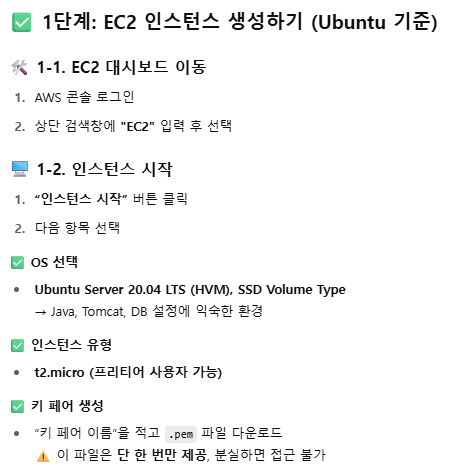 ✅ 1단계: EC2 인스턴스 생성하기 (Ubuntu 기준)
🛠 1-1. EC2 대시보드 이동
1. AWS 콘솔 로그인
2. 상단 검색창에 "EC2" 입력 후 선택
🖥 1-2. 인스턴스 시작
1. “인스턴스 시작” 버튼 클릭
2. 다음 항목 선택
✅ OS 선택
• Ubuntu Server 20.04 LTS (HVM), SSD Volume Type
→ Java, Tomcat, DB 설정에 익숙한 환경
✅ 인스턴스 유형
• t2.micro (프리티어 사용자 가능)
✅ 키 페어 생성
• “키 페어 이름”을 적고 .pem 파일 다운로드
⚠ 이 파일은 단 한 번만 제공, 분실하면 접근 불가